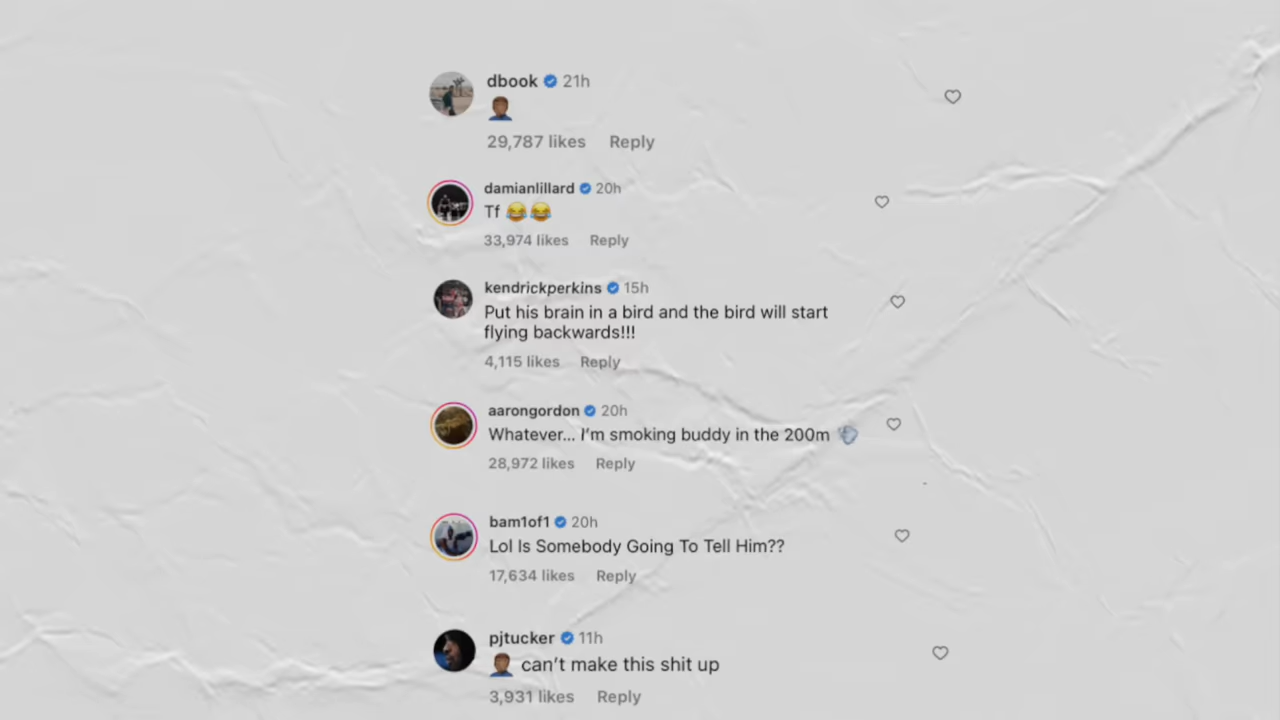 dbook 21h
🤦🏾‍♂️
29,787 likes Reply
damianlillard 20h
Tf 😂😂
33,974 likes Reply
kendrickperkins 15h
Put his brain in a bird and the bird will start
flying backwards!!!
4,115 likes Reply
aarongordon 20h
Whatever... I'm smoking buddy in the 200m 💨
28,972 likes Reply
bam1of1 20h
Lol Is Somebody Going To Tell Him??
17,634 likes Reply
pjtucker 11h
🤦🏾‍♂️ can't make this shit up
3,931 likes Reply